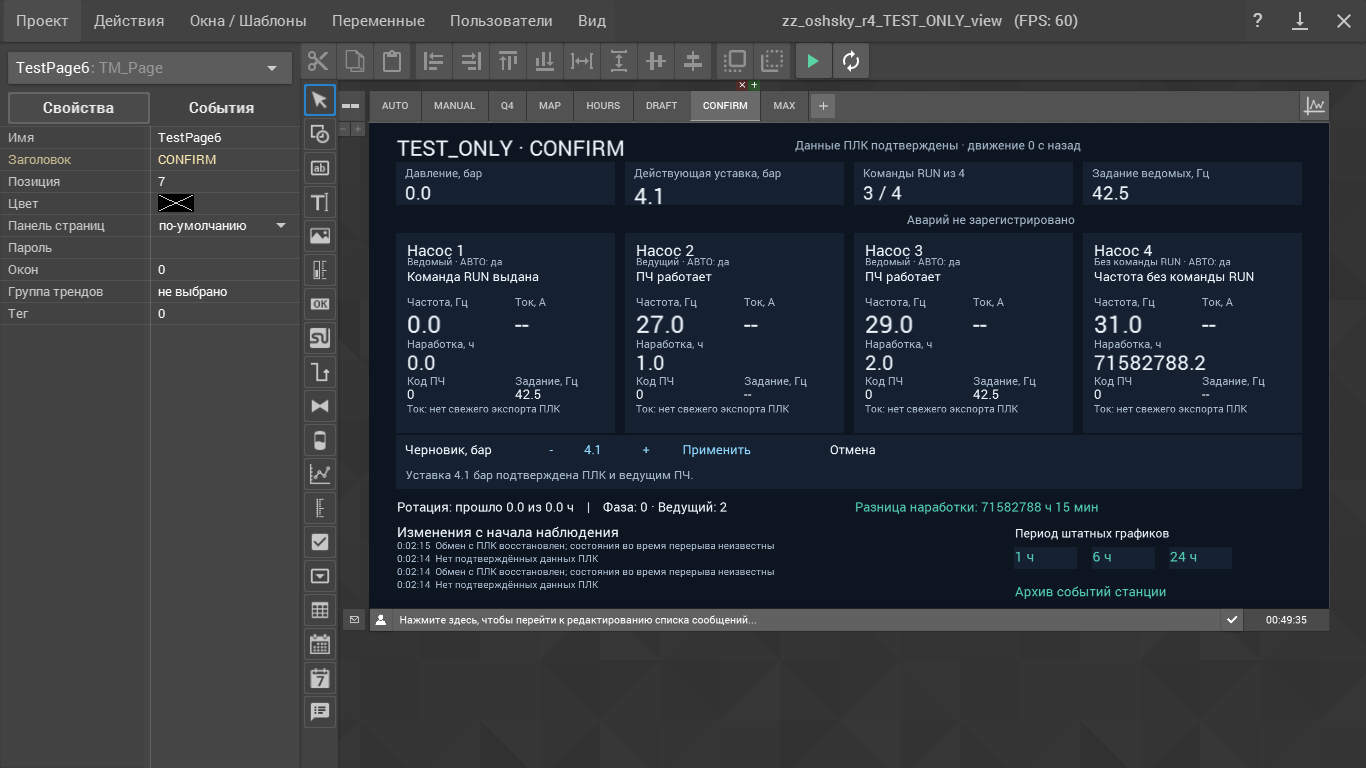 Проект Действия Окна / Шаблоны Переменные Пользователи Вид zz_oshsky_r4_TEST_ONLY_view (FPS: 60) ?
TestPage6 : TM_Page
Свойства События
Имя TestPage6
Заголовок CONFIRM
Позиция 7
Цвет
Панель страниц по-умолчанию
Пароль
Окон 0
Группа трендов не выбрано
Тег 0
AUTO MANUAL Q4 MAP HOURS DRAFT CONFIRM MAX +
TEST_ONLY · CONFIRM
Данные ПЛК подтверждены · движение 0 с назад
Давление, бар Действующая уставка, бар Команды RUN из 4 Задание ведомых, Гц
0.0 4.1 3 / 4 42.5
Аварий не зарегистрировано
Насос 1
Ведомый · АВТО: да
Команда RUN выдана
Частота, Гц Ток, А
0.0 --
Наработка, ч
0.0
Код ПЧ Задание, Гц
0 42.5
Ток: нет свежего экспорта ПЛК
Насос 2
Ведущий · АВТО: да
ПЧ работает
Частота, Гц Ток, А
27.0 --
Наработка, ч
1.0
Код ПЧ Задание, Гц
0 --
Ток: нет свежего экспорта ПЛК
Насос 3
Ведомый · АВТО: да
ПЧ работает
Частота, Гц Ток, А
29.0 --
Наработка, ч
2.0
Код ПЧ Задание, Гц
0 42.5
Ток: нет свежего экспорта ПЛК
Насос 4
Без команды RUN · АВТО: да
Частота без команды RUN
Частота, Гц Ток, А
31.0 --
Наработка, ч
71582788.2
Код ПЧ Задание, Гц
0 --
Ток: нет свежего экспорта ПЛК
Черновик, бар - 4.1 + Применить Отмена
Уставка 4.1 бар подтверждена ПЛК и ведущим ПЧ.
Ротация: прошло 0.0 из 0.0 ч | Фаза: 0 · Ведущий: 2
Разница наработки: 71582788 ч 15 мин
Изменения с начала наблюдения
0:02:15 Обмен с ПЛК восстановлен; состояния во время перерыва неизвестны
0:02:14 Нет подтверждённых данных ПЛК
0:02:14 Обмен с ПЛК восстановлен; состояния во время перерыва неизвестны
0:02:14 Нет подтверждённых данных ПЛК
Период штатных графиков
1 ч 6 ч 24 ч
Архив событий станции
Нажмите здесь, чтобы перейти к редактированию списка сообщений... 00:49:35
ab
T
OK
7